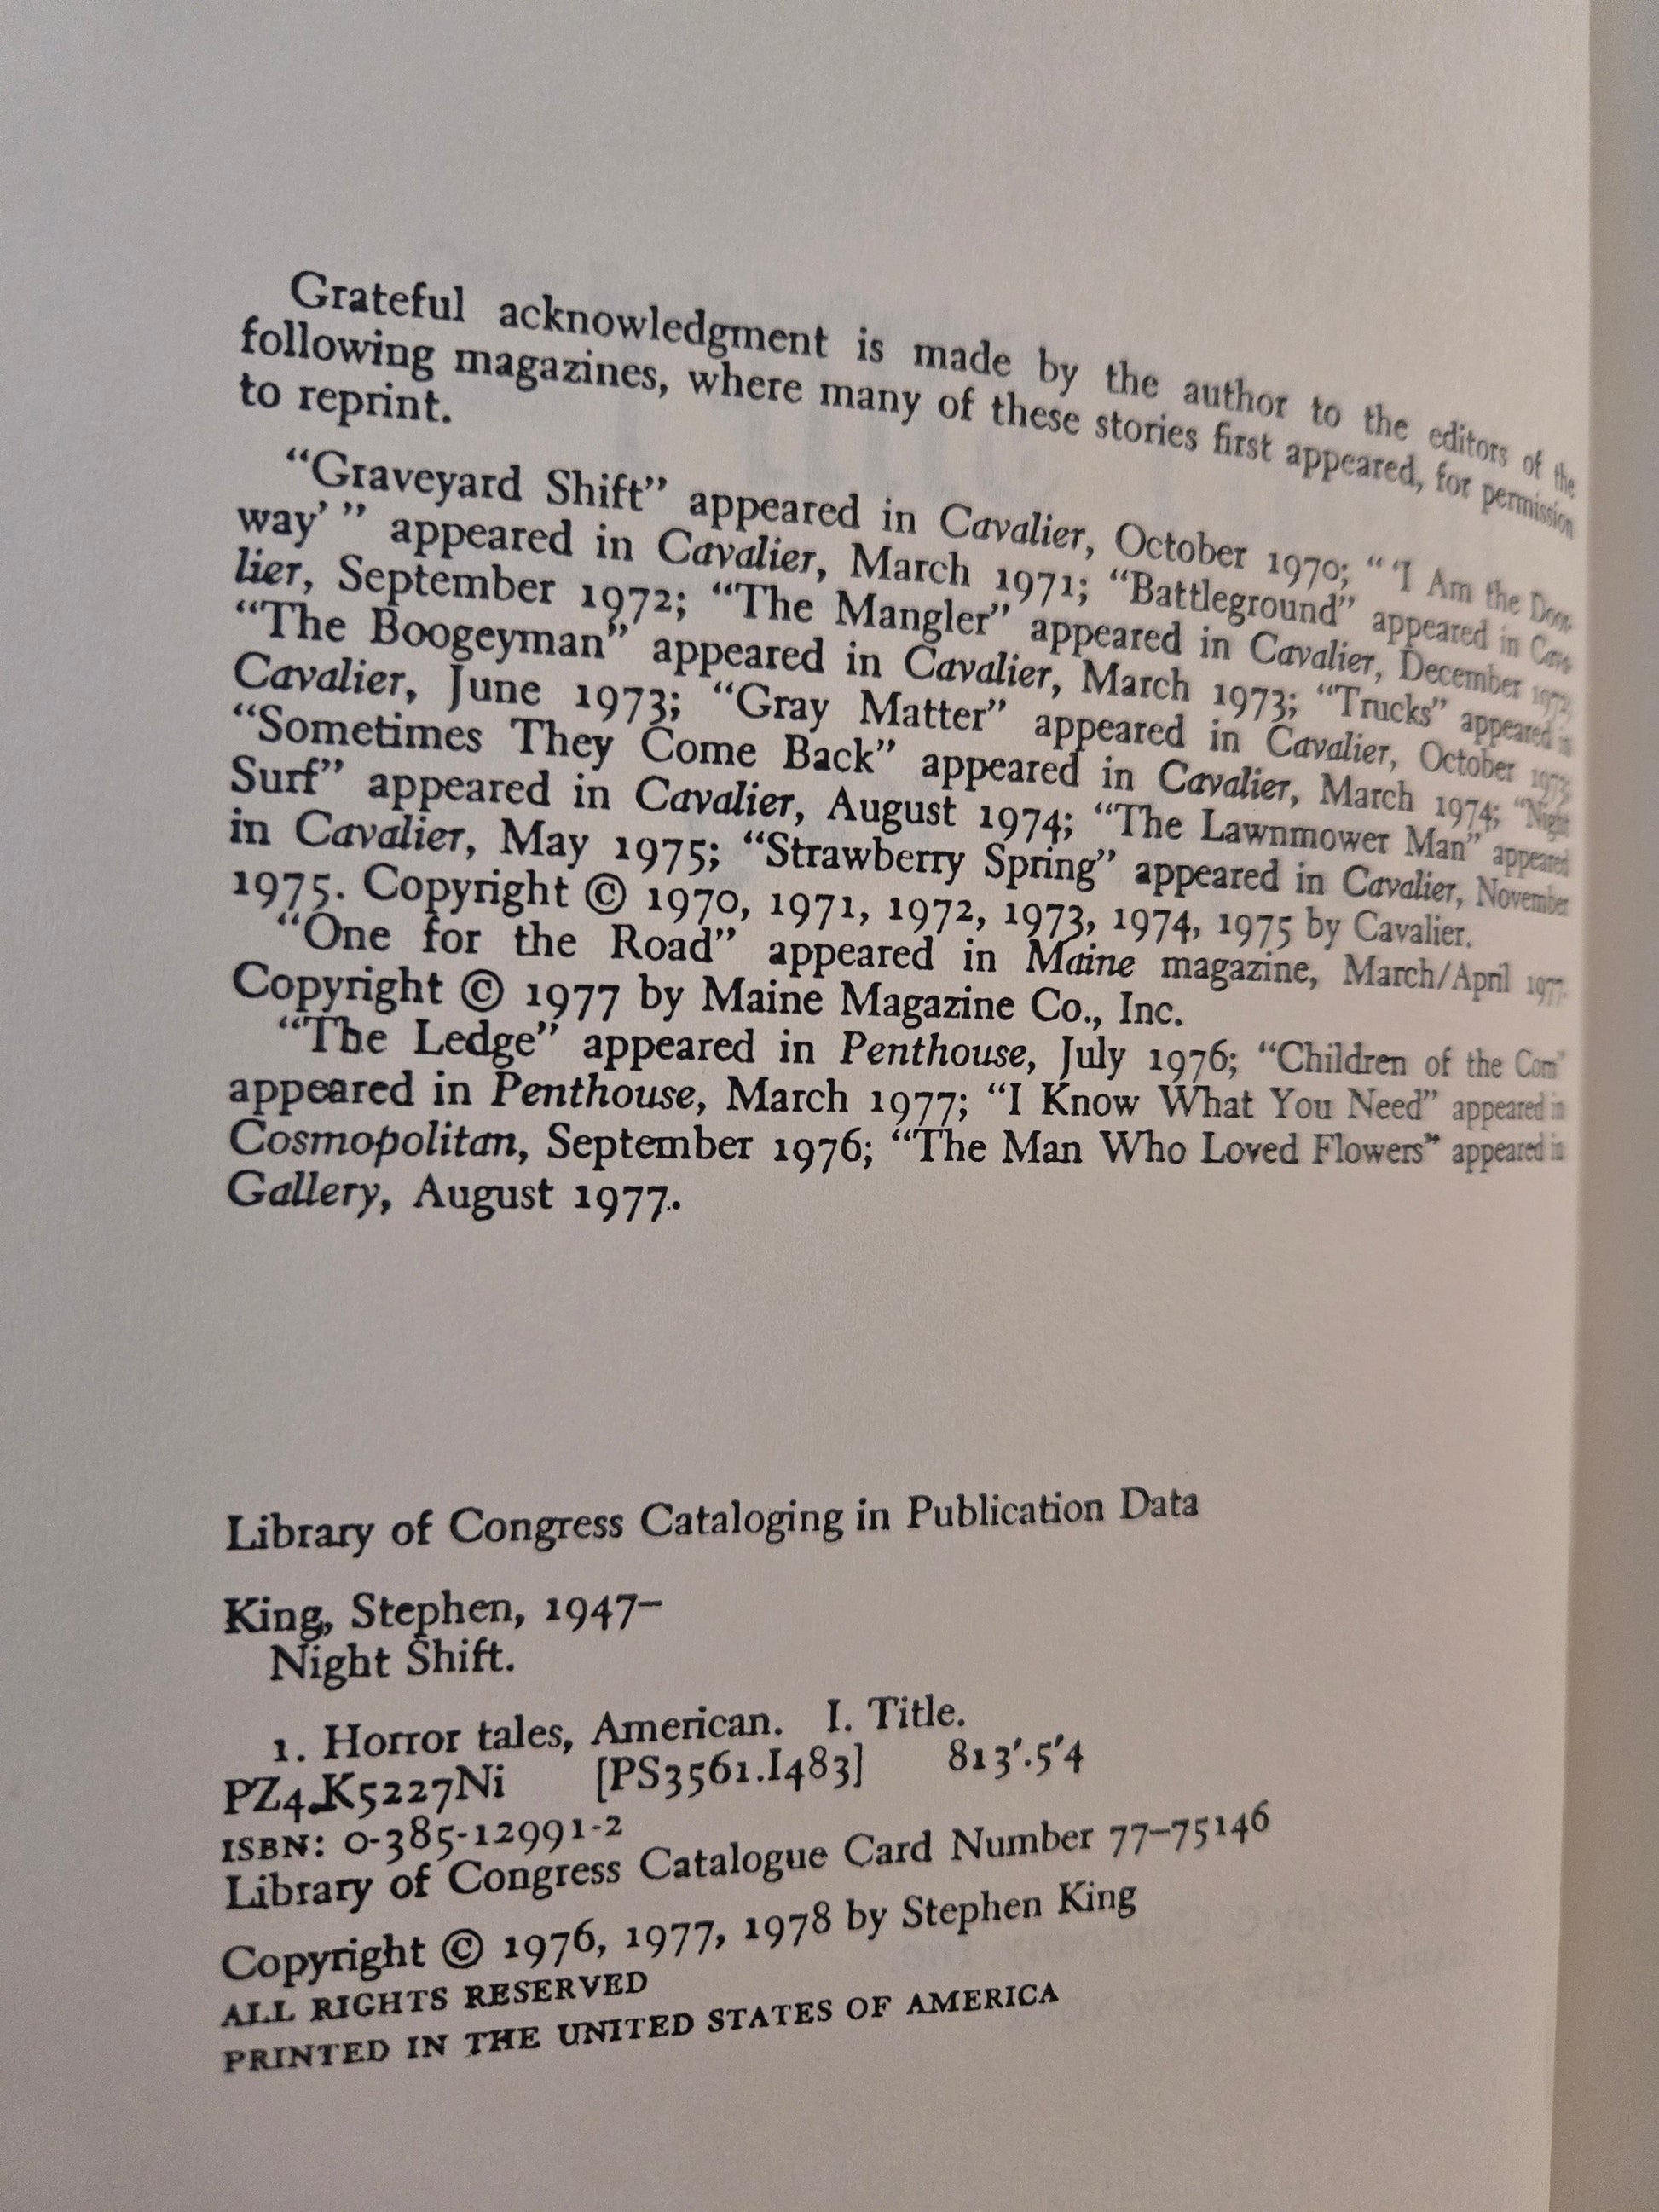 Grateful acknowledgment is made by the author to the editors of the
following magazines, where many of these stories first appeared, for permission
to reprint.
“Graveyard Shift” appeared in Cavalier, October 1970; “ ‘I Am the Door-
way’ ” appeared in Cavalier, March 1971; “Battleground” appeared in Cava-
lier, September 1972; “The Mangler” appeared in Cavalier, December 1972;
“The Boogeyman” appeared in Cavalier, March 1973; “Trucks” appeared in
Cavalier, June 1973; “Gray Matter” appeared in Cavalier, October 1973;
“Sometimes They Come Back” appeared in Cavalier, March 1974; “Night
Surf” appeared in Cavalier, August 1974; “The Lawnmower Man” appeared
in Cavalier, May 1975; “Strawberry Spring” appeared in Cavalier, November
1975. Copyright © 1970, 1971, 1972, 1973, 1974, 1975 by Cavalier.
“One for the Road” appeared in Maine magazine, March/April 1977.
Copyright © 1977 by Maine Magazine Co., Inc.
“The Ledge” appeared in Penthouse, July 1976; “Children of the Corn”
appeared in Penthouse, March 1977; “I Know What You Need” appeared in
Cosmopolitan, September 1976; “The Man Who Loved Flowers” appeared in
Gallery, August 1977.
Library of Congress Cataloging in Publication Data
King, Stephen, 1947–
Night Shift.
1. Horror tales, American. I. Title.
PZ4.K5227Ni [PS3561.I483] 813′.5′4
ISBN: 0-385-12991-2
Library of Congress Catalogue Card Number 77–75146
Copyright © 1976, 1977, 1978 by Stephen King
ALL RIGHTS RESERVED
PRINTED IN THE UNITED STATES OF AMERICA